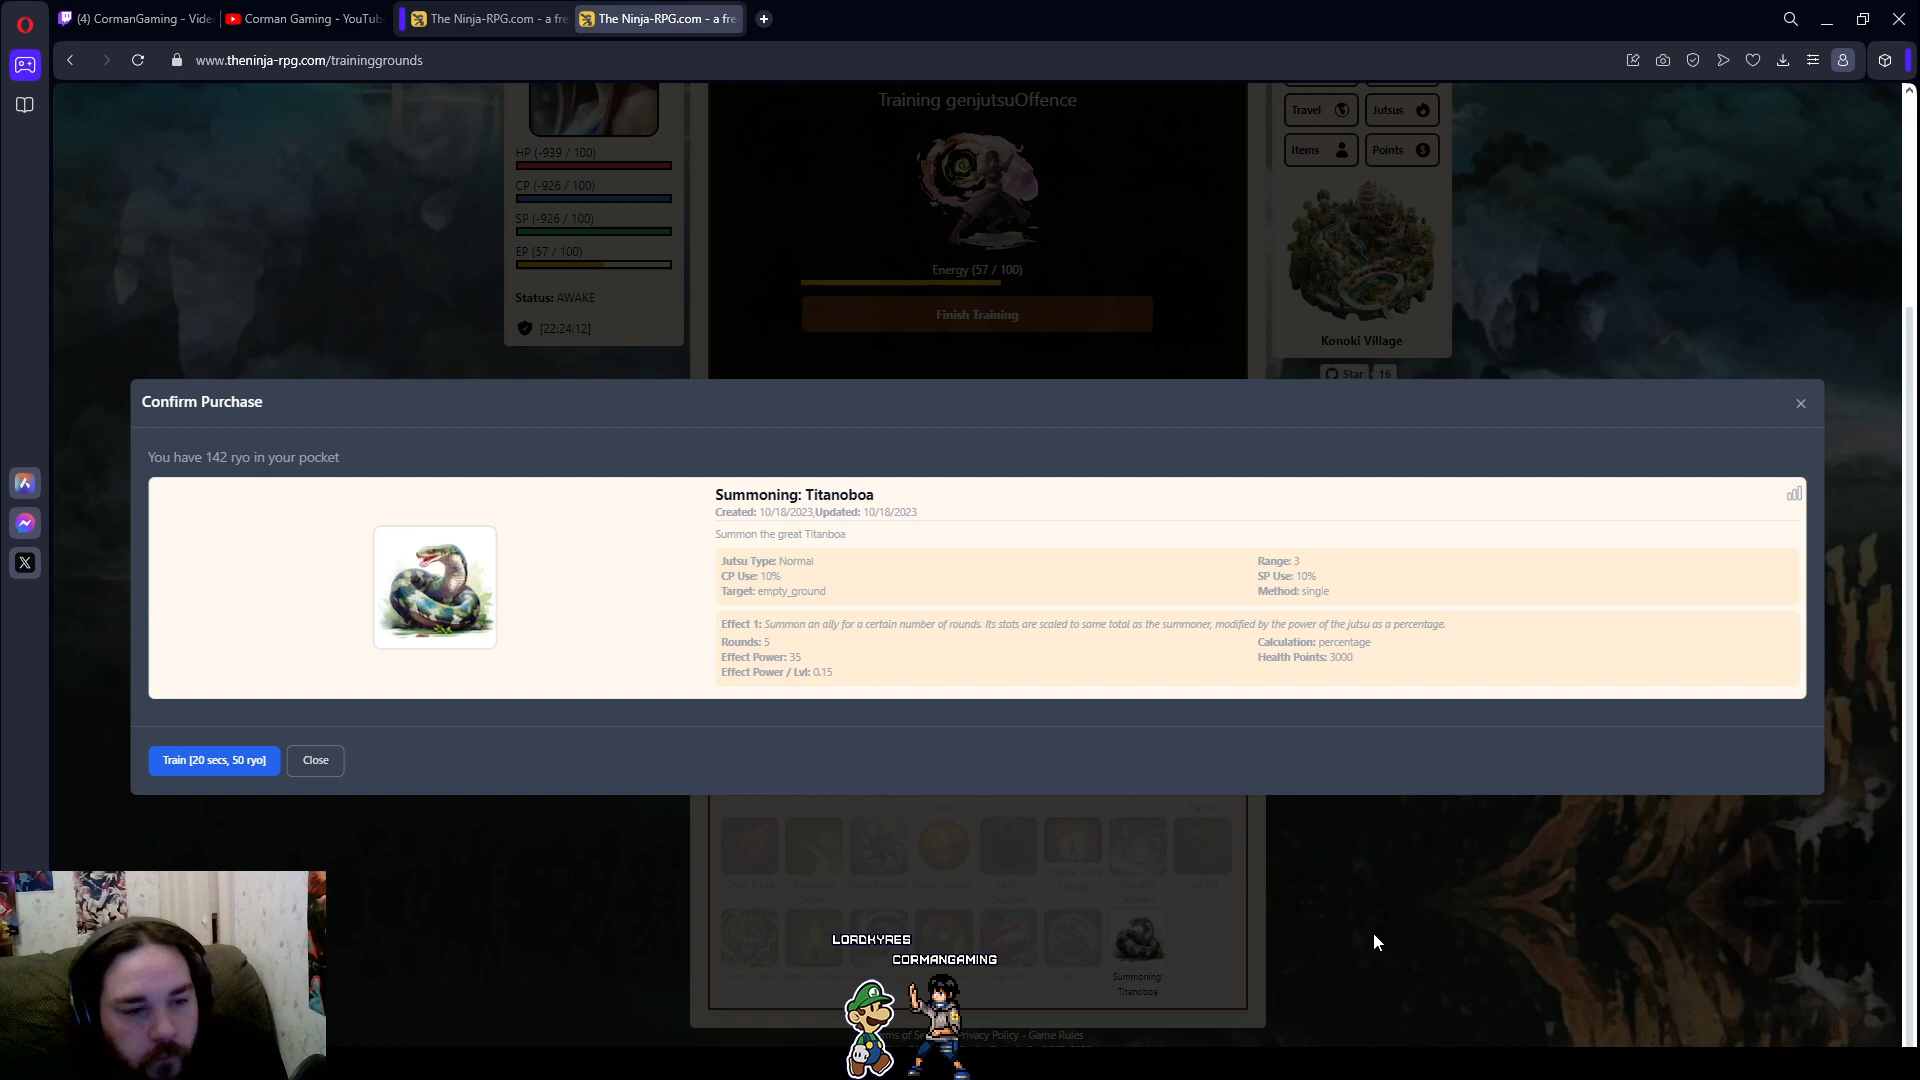 (4) CormanGaming - Vide
Corman Gaming - YouTub
The Ninja-RPG.com - a fre
The Ninja-RPG.com - a fre
www.theninja-rpg.com/traininggrounds
Training genjutsuOffence
Travel
Jutsus
Items
Points
HP (-939 / 100)
CP (-926 / 100)
SP (-926 / 100)
EP (57 / 100)
Energy (57 / 100)
Status: AWAKE
Finish Training
[22:24:12]
Konoki Village
Star 16
Confirm Purchase
You have 142 ryo in your pocket
Summoning: Titanoboa
Created: 10/18/2023,Updated: 10/18/2023
Summon the great Titanboa
Jutsu Type: Normal
Range: 3
CP Use: 10%
SP Use: 10%
Target: empty_ground
Method: single
Effect 1: Summon an ally for a certain number of rounds. Its stats are scaled to same total as the summoner, modified by the power of the jutsu as a percentage.
Rounds: 5
Calculation: percentage
Effect Power: 35
Health Points: 3000
Effect Power / Lvl: 0.15
Train [20 secs, 50 ryo]
Close
LORDKYRES
CORMANGAMING
Summoning:
Titanoboa
Privacy Policy - Game Rules